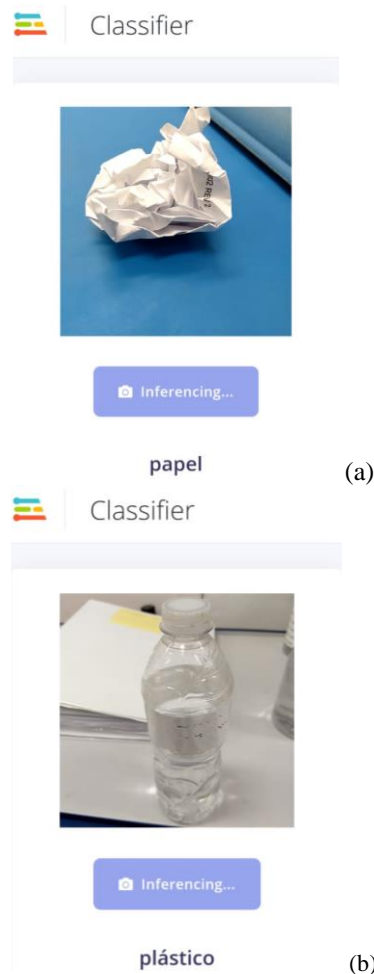 Classifier
Inferencing...
papel
(a)
Classifier
Inferencing...
plástico
(b)